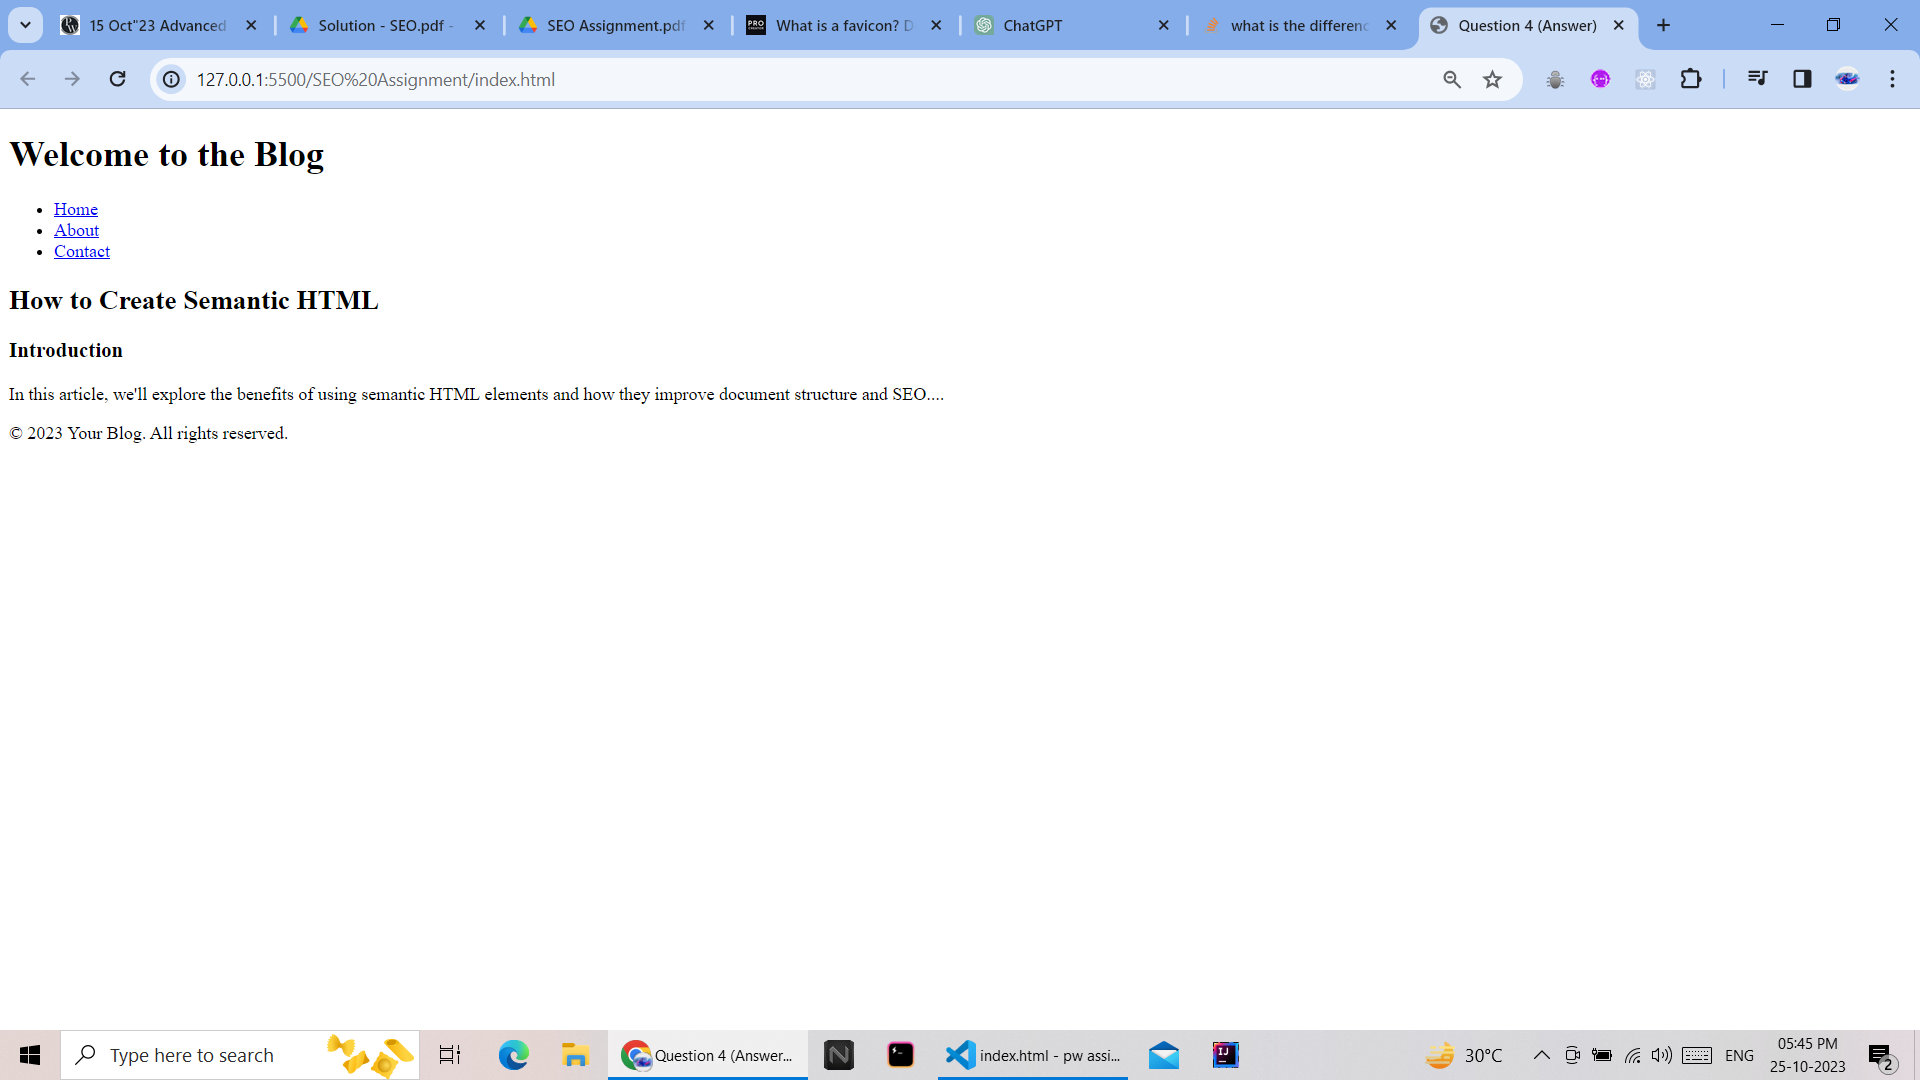 15 Oct"23 Advanced
Solution - SEO.pdf -
SEO Assignment.pdf
What is a favicon? D
ChatGPT
what is the differenc
Question 4 (Answer)
127.0.0.1:5500/SEO%20Assignment/index.html
Welcome to the Blog
• Home
• About
• Contact
How to Create Semantic HTML
Introduction
In this article, we'll explore the benefits of using semantic HTML elements and how they improve document structure and SEO....
© 2023 Your Blog. All rights reserved.
Type here to search
Question 4 (Answer...
index.html - pw assi...
30°C
ENG
05:45 PM
25-10-2023
2